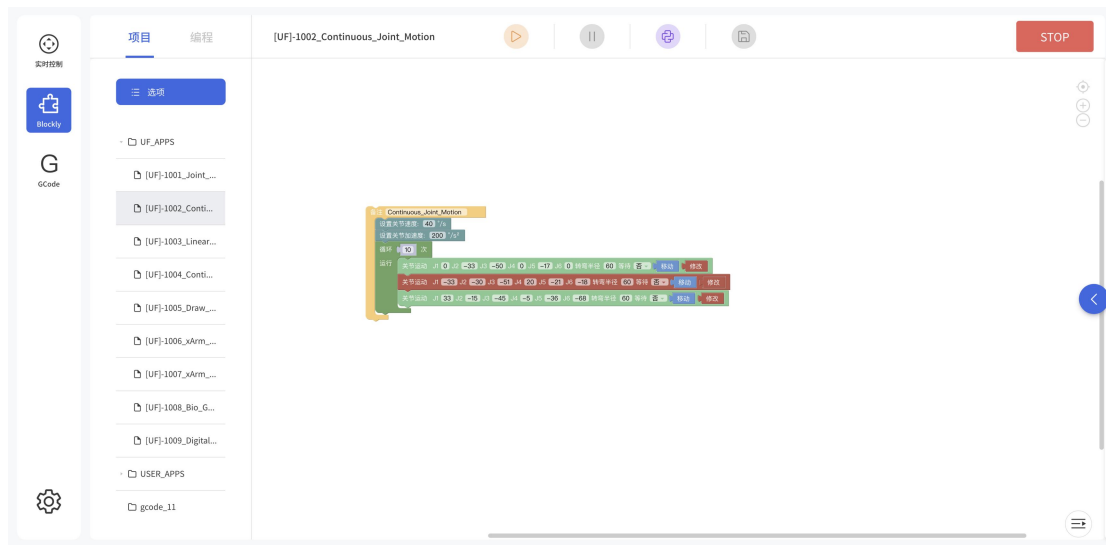 实时控制
Blockly
GCode
项目 编程
选项
UF_APPS
[UF]-1001_Joint_...
[UF]-1002_Conti...
[UF]-1003_Linear...
[UF]-1004_Conti...
[UF]-1005_Draw_...
[UF]-1006_xArm_...
[UF]-1007_xArm_...
[UF]-1008_Bio_G...
[UF]-1009_Digital...
USER_APPS
gcode_11
[UF]-1002_Continuous_Joint_Motion
STOP
Continuous_Joint_Motion
设置关节速度: 40 °/s
设置关节加速度: 200 °/s²
循环 10 次
运行
关节运动 J1 0 J2 -33 J3 -50 J4 0 J5 -17 J6 0 转弯半径 60 等待 否 移动 修改
关节运动 J1 -33 J2 -30 J3 -51 J4 20 J5 -21 J6 -18 转弯半径 60 等待 否 移动 修改
关节运动 J1 33 J2 -15 J3 -45 J4 -5 J5 -36 J6 -68 转弯半径 60 等待 否 移动 修改